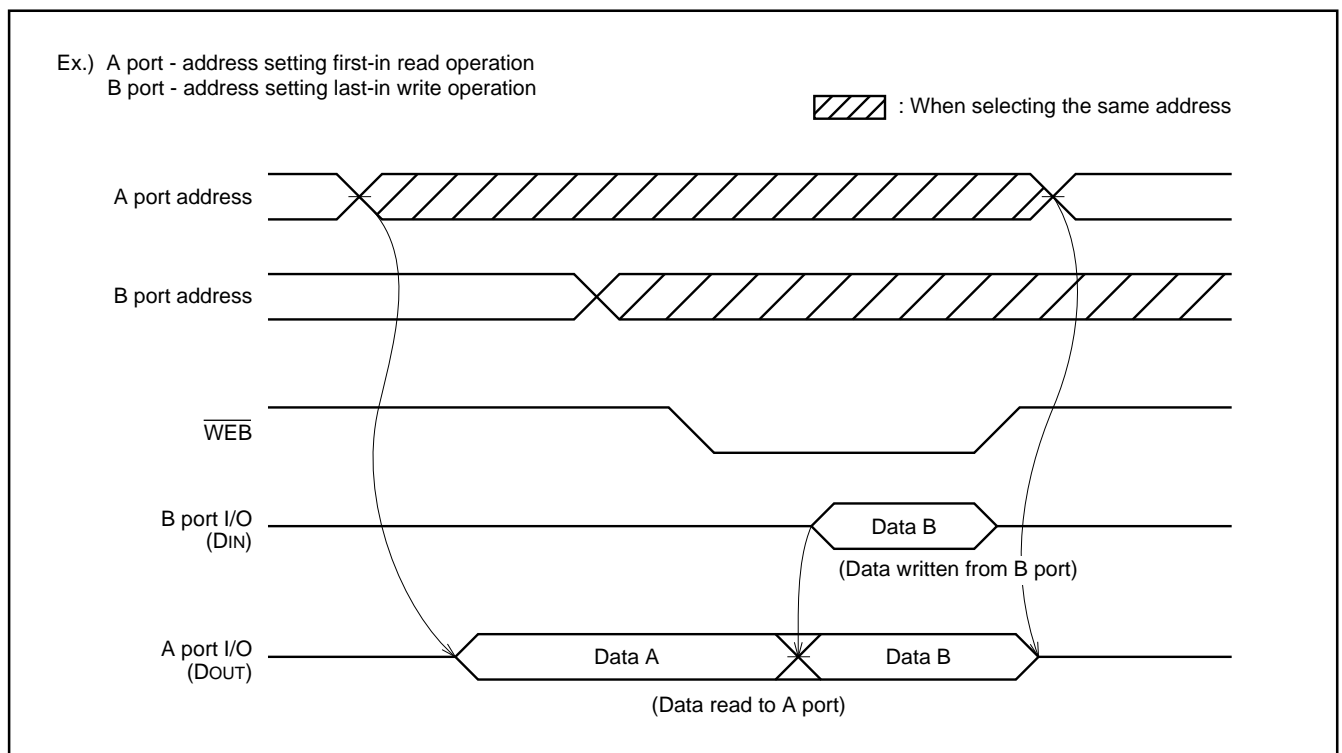 Ex.) A port - address setting first-in read operation
B port - address setting last-in write operation
: When selecting the same address
A port address
B port address
W̅E̅B̅
B port I/O
(DIN)
Data B
(Data written from B port)
A port I/O
(DOUT)
Data A
Data B
(Data read to A port)